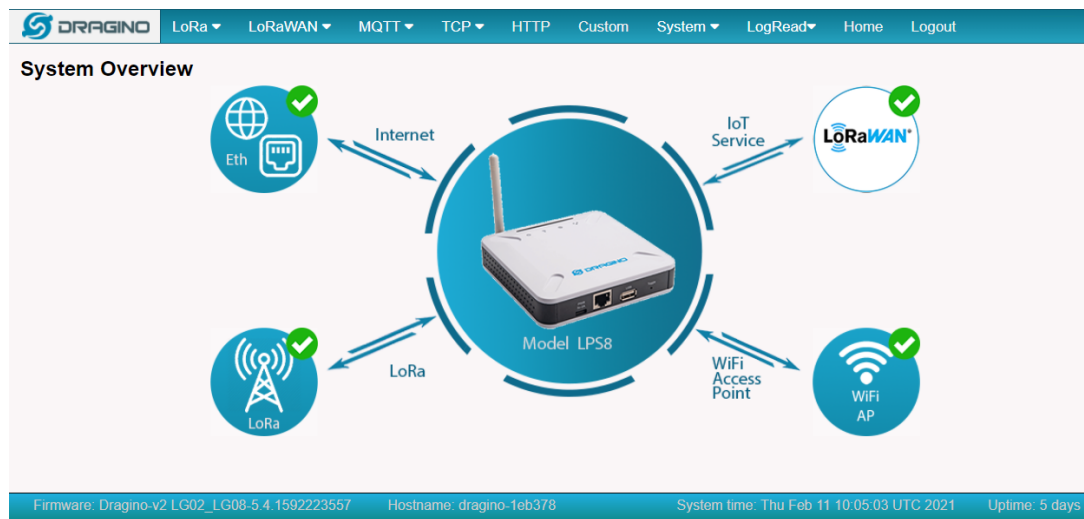 DRAGINO LoRa LoRaWAN MQTT TCP HTTP Custom System LogRead Home Logout
System Overview
Eth
Internet
IoT
Service
LoRaWAN
DRAGINO
Model LPS8
LoRa
LoRa
WiFi
Access
Point
WiFi
AP
Firmware: Dragino-v2 LG02_LG08-5.4.1592223557 Hostname: dragino-1eb378 System time: Thu Feb 11 10:05:03 UTC 2021 Uptime: 5 days